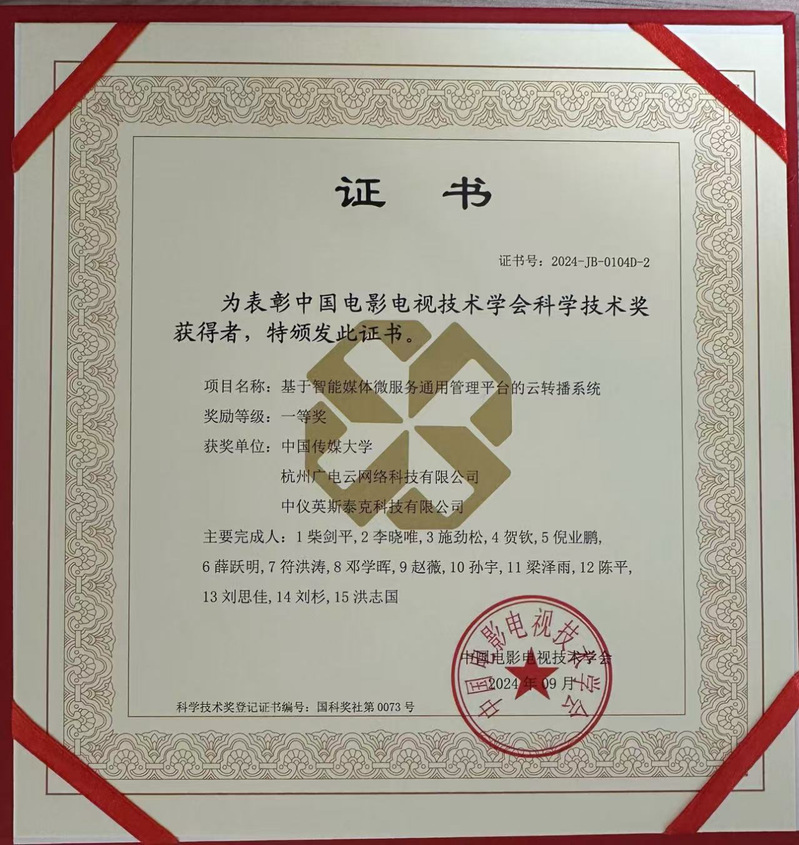 证 书
证书号：2024-JB-0104D-2
为表彰中国电影电视技术学会科学技术奖
获得者，特颁发此证书。
项目名称：基于智能媒体微服务通用管理平台的云转播系统
奖励等级：一等奖
获奖单位：中国传媒大学
杭州广电云网络科技有限公司
中仪英斯泰克科技有限公司
主要完成人：1 柴剑平,2 李晓唯,3 施劲松,4 贺钦,5 倪业鹏,
6 薛跃明,7 符洪涛,8 邓学晖,9 赵薇,10 孙宇,11 梁泽雨,12 陈平,
13 刘思佳,14 刘杉,15 洪志国
中国电影电视技术学会
2024 年 09 月
中国电影电视技术学会
科学技术奖登记证书编号：国科奖社第 0073 号